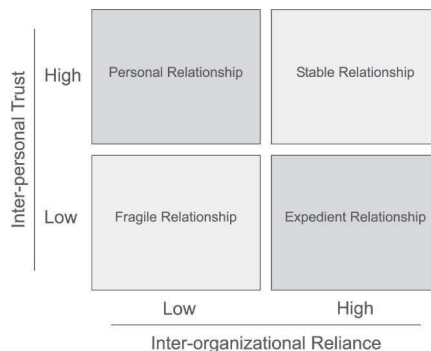 Inter-personal Trust
High
Personal Relationship
Stable Relationship
Low
Fragile Relationship
Expedient Relationship
Low
High
Inter-organizational Reliance